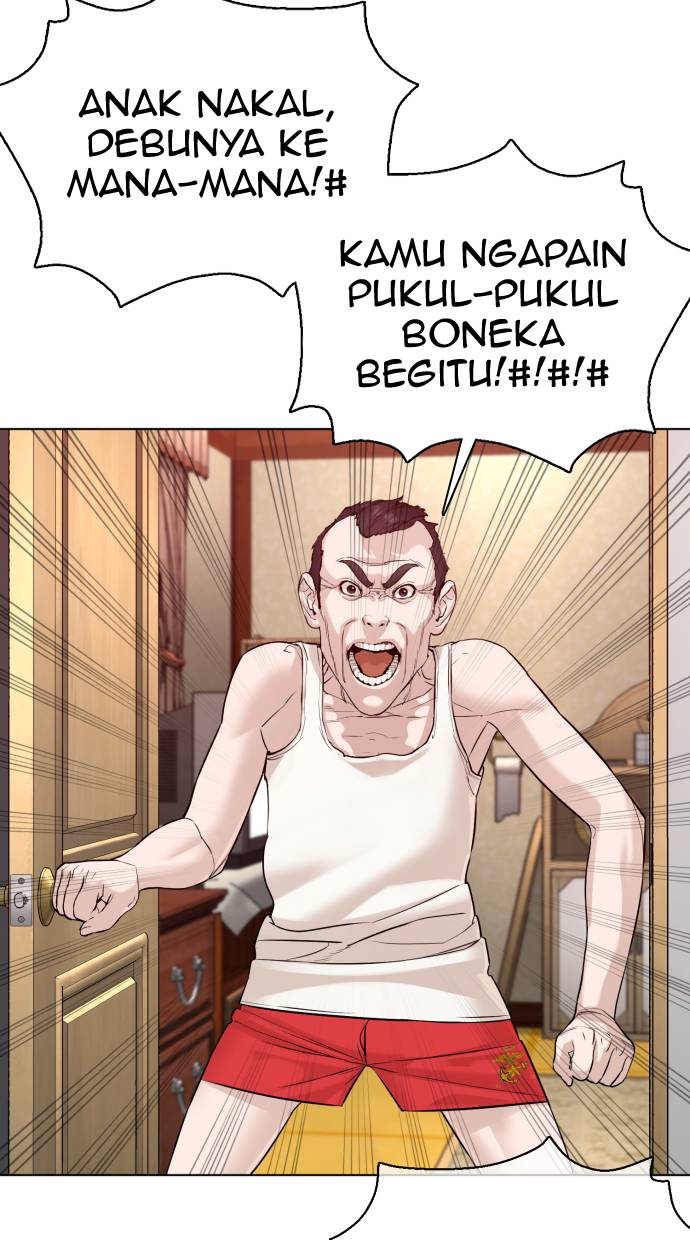 ANAK NAKAL,
DEBUNYA KE
MANA-MANA!#
KAMU NGAPAIN
PUKUL-PUKUL
BONEKA
BEGITU!#!#!#